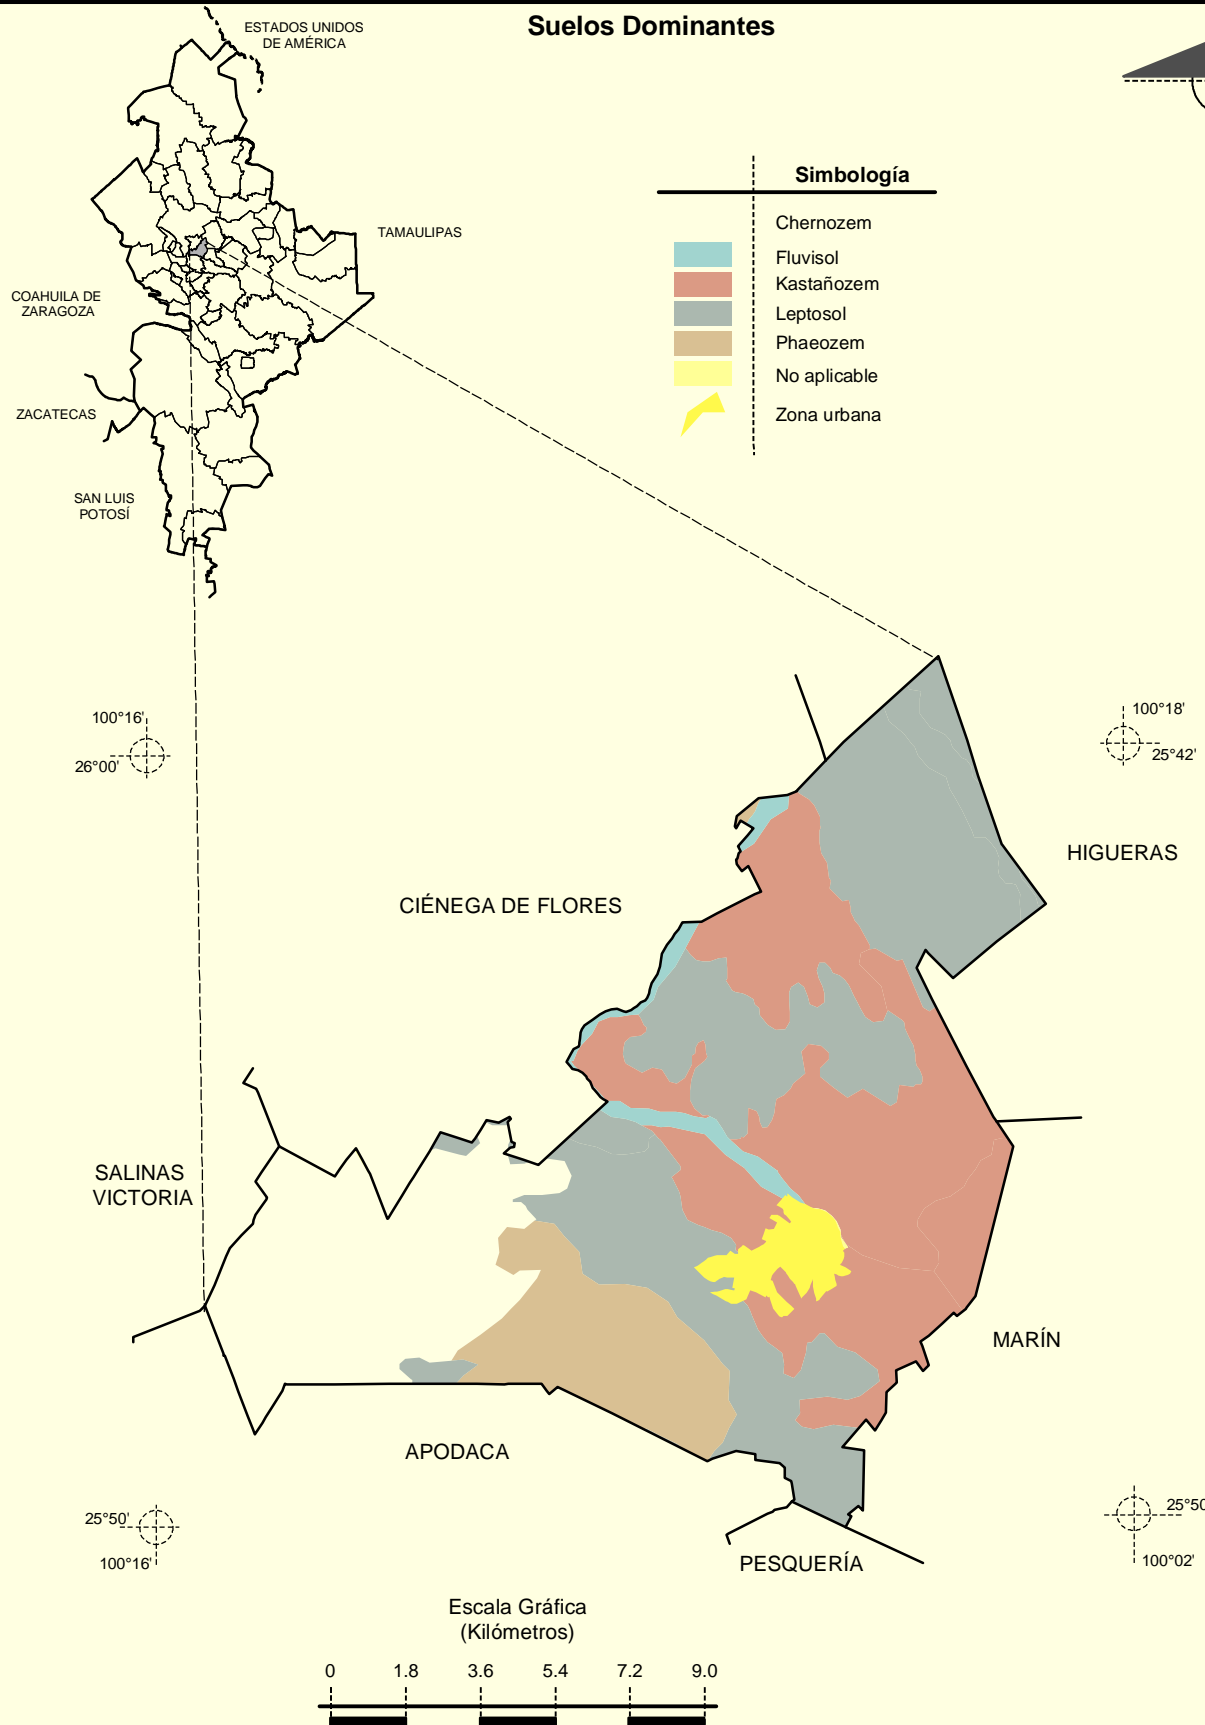 Suelos Dominantes
ESTADOS UNIDOS
DE AMÉRICA
TAMAULIPAS
COAHUILA DE
ZARAGOZA
ZACATECAS
SAN LUIS
POTOSÍ
Simbología
Chernozem
Fluvisol
Kastañozem
Leptosol
Phaeozem
No aplicable
Zona urbana
100°16'
26°00'
100°18'
25°42'
HIGUERAS
CIÉNEGA DE FLORES
SALINAS
VICTORIA
MARÍN
APODACA
PESQUERÍA
25°50'
100°16'
25°50
100°02'
Escala Gráfica
(Kilómetros)
0 1.8 3.6 5.4 7.2 9.0